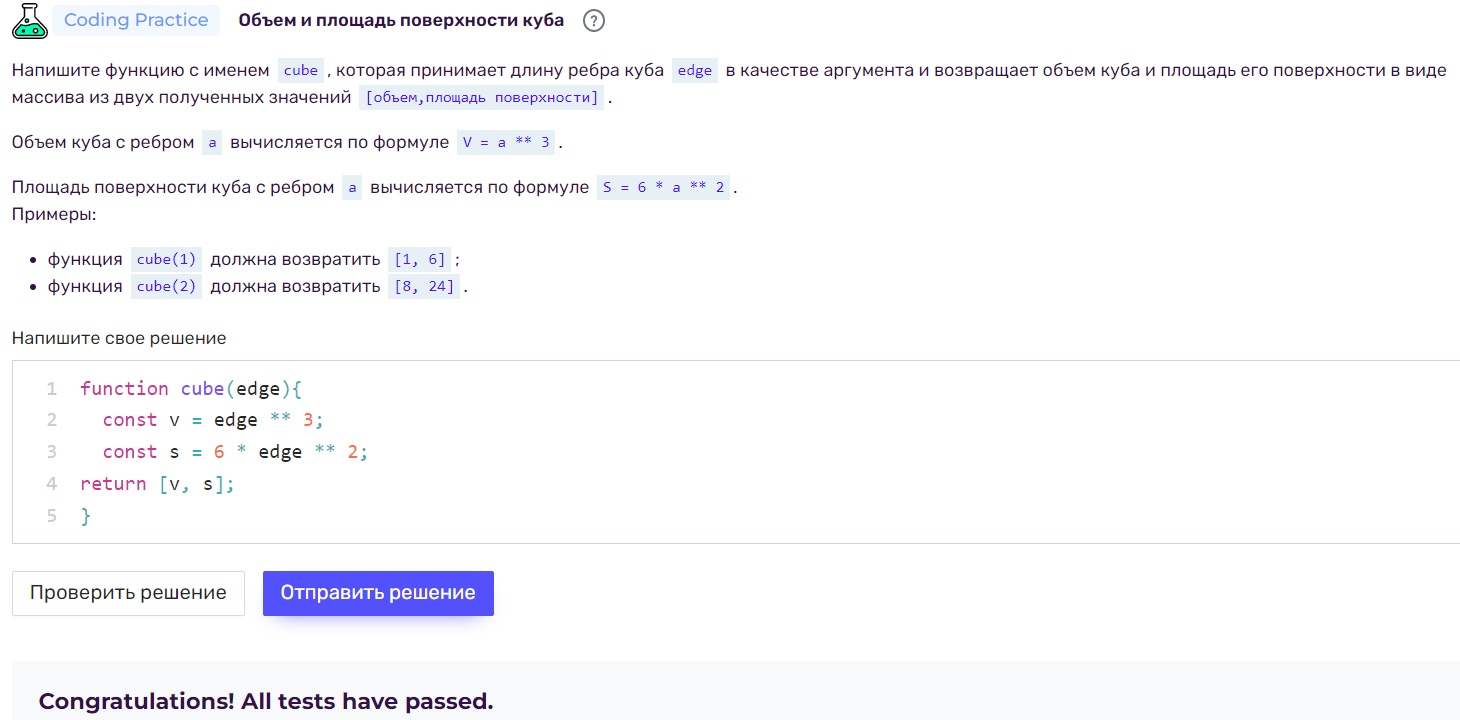 Coding Practice Объем и площадь поверхности куба ?
Напишите функцию с именем cube , которая принимает длину ребра куба edge в качестве аргумента и возвращает объем куба и площадь его поверхности в виде
массива из двух полученных значений [объем,площадь поверхности] .
Объем куба с ребром a вычисляется по формуле V = a ** 3 .
Площадь поверхности куба с ребром a вычисляется по формуле S = 6 * a ** 2 .
Примеры:
• функция cube(1) должна возвратить [1, 6] ;
• функция cube(2) должна возвратить [8, 24] .
Напишите свое решение
1 function cube(edge){
2 const v = edge ** 3;
3 const s = 6 * edge ** 2;
4 return [v, s];
5 }
Проверить решение Отправить решение
Congratulations! All tests have passed.